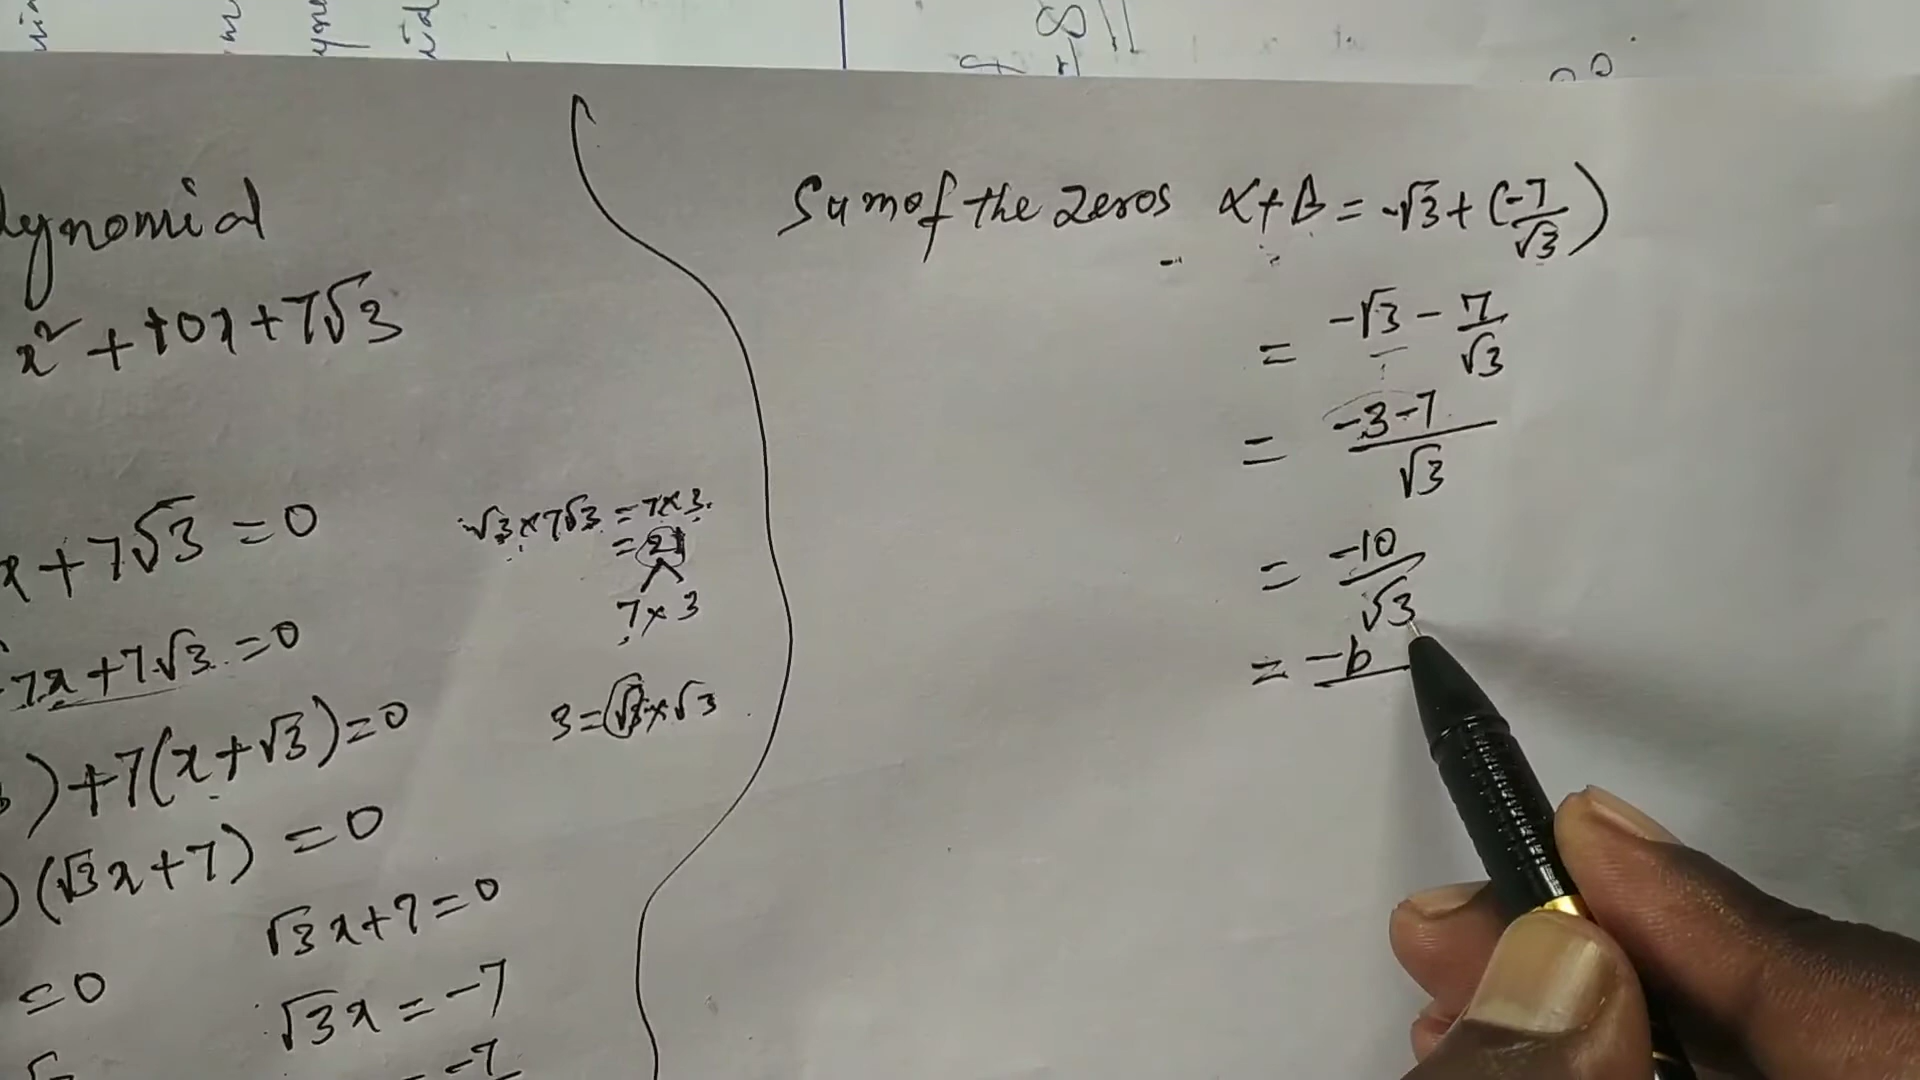 lynomial
x² + 10x + 7√3
x + 7√3 = 0
7x + 7√3 = 0
) + 7(x + √3) = 0
) (√3x + 7) = 0
√3x + 7 = 0
= 0
√3x = -7
-7
√3 × 7√3 = 7 × 3
= 21
7 × 3
3 = √3 × √3
Sum of the zeros α + β = -√3 + (-7/√3)
= -√3 - 7/√3
= (-3-7)/√3
= -10/√3
= -b